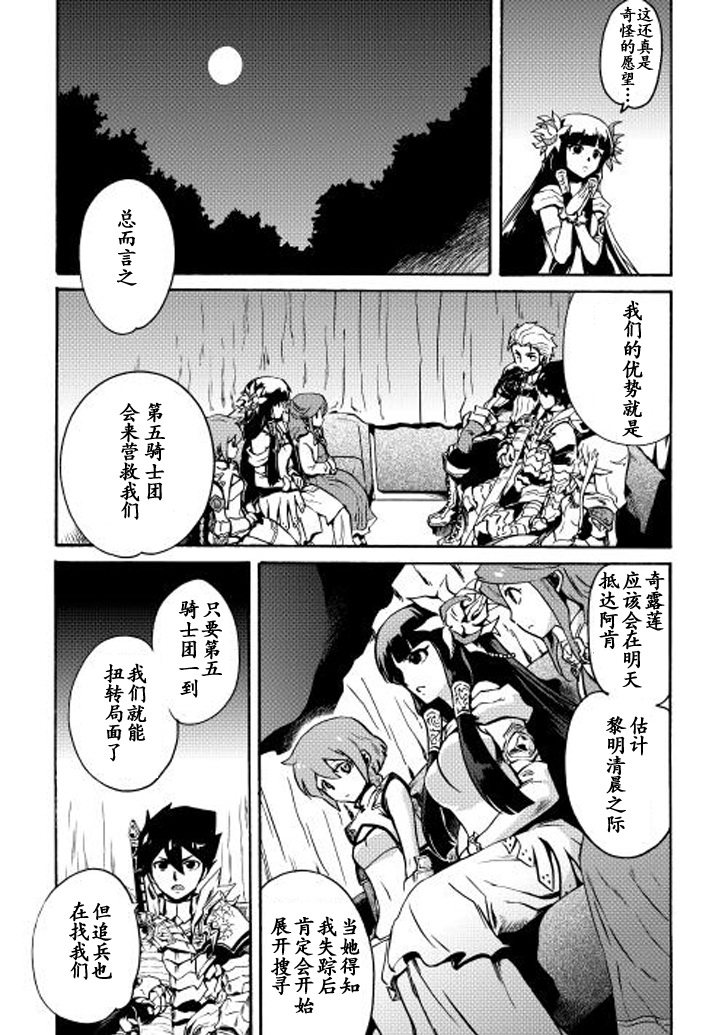 这还真是
奇怪的愿望…
总而言之
我们的优势就是
第五骑士团
会来营救我们
奇露莲
应该会在明天
抵达阿肯
估计
黎明清晨之际
当她得知
我失踪后
肯定会开始
展开搜寻
只要第五
骑士团一到
我们就能
扭转局面了
但追兵也
在找我们